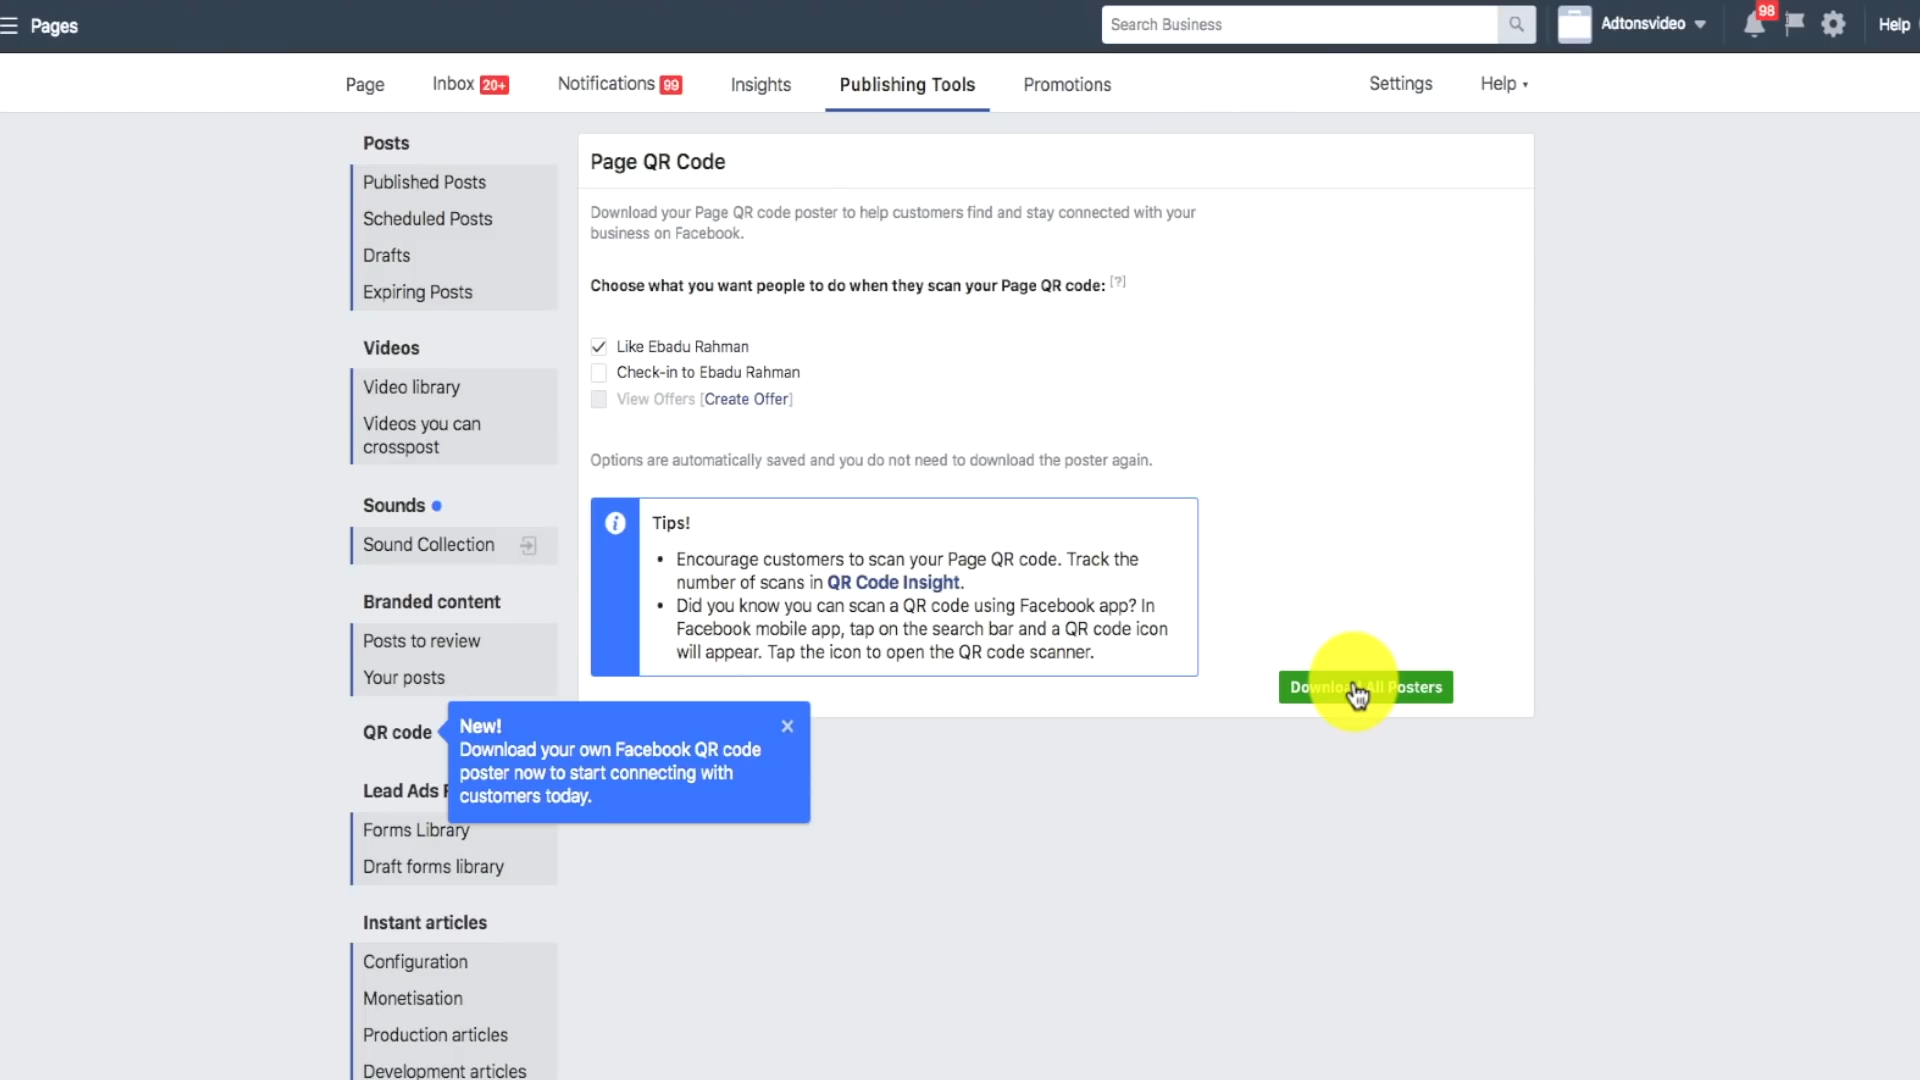 Pages
Search Business
Adtonsvideo
98
Help
Page
Inbox 20+
Notifications 99
Insights
Publishing Tools
Promotions
Settings
Help
Posts
Published Posts
Scheduled Posts
Drafts
Expiring Posts
Videos
Video library
Videos you can
crosspost
Sounds
Sound Collection
Branded content
Posts to review
Your posts
QR code
New!
Download your own Facebook QR code
poster now to start connecting with
customers today.
Lead Ads
Forms Library
Draft forms library
Instant articles
Configuration
Monetisation
Production articles
Development articles
Page QR Code
Download your Page QR code poster to help customers find and stay connected with your
business on Facebook.
Choose what you want people to do when they scan your Page QR code: [?]
Like Ebadu Rahman
Check-in to Ebadu Rahman
View Offers [Create Offer]
Options are automatically saved and you do not need to download the poster again.
Tips!
• Encourage customers to scan your Page QR code. Track the
number of scans in QR Code Insight.
• Did you know you can scan a QR code using Facebook app? In
Facebook mobile app, tap on the search bar and a QR code icon
will appear. Tap the icon to open the QR code scanner.
Download All Posters